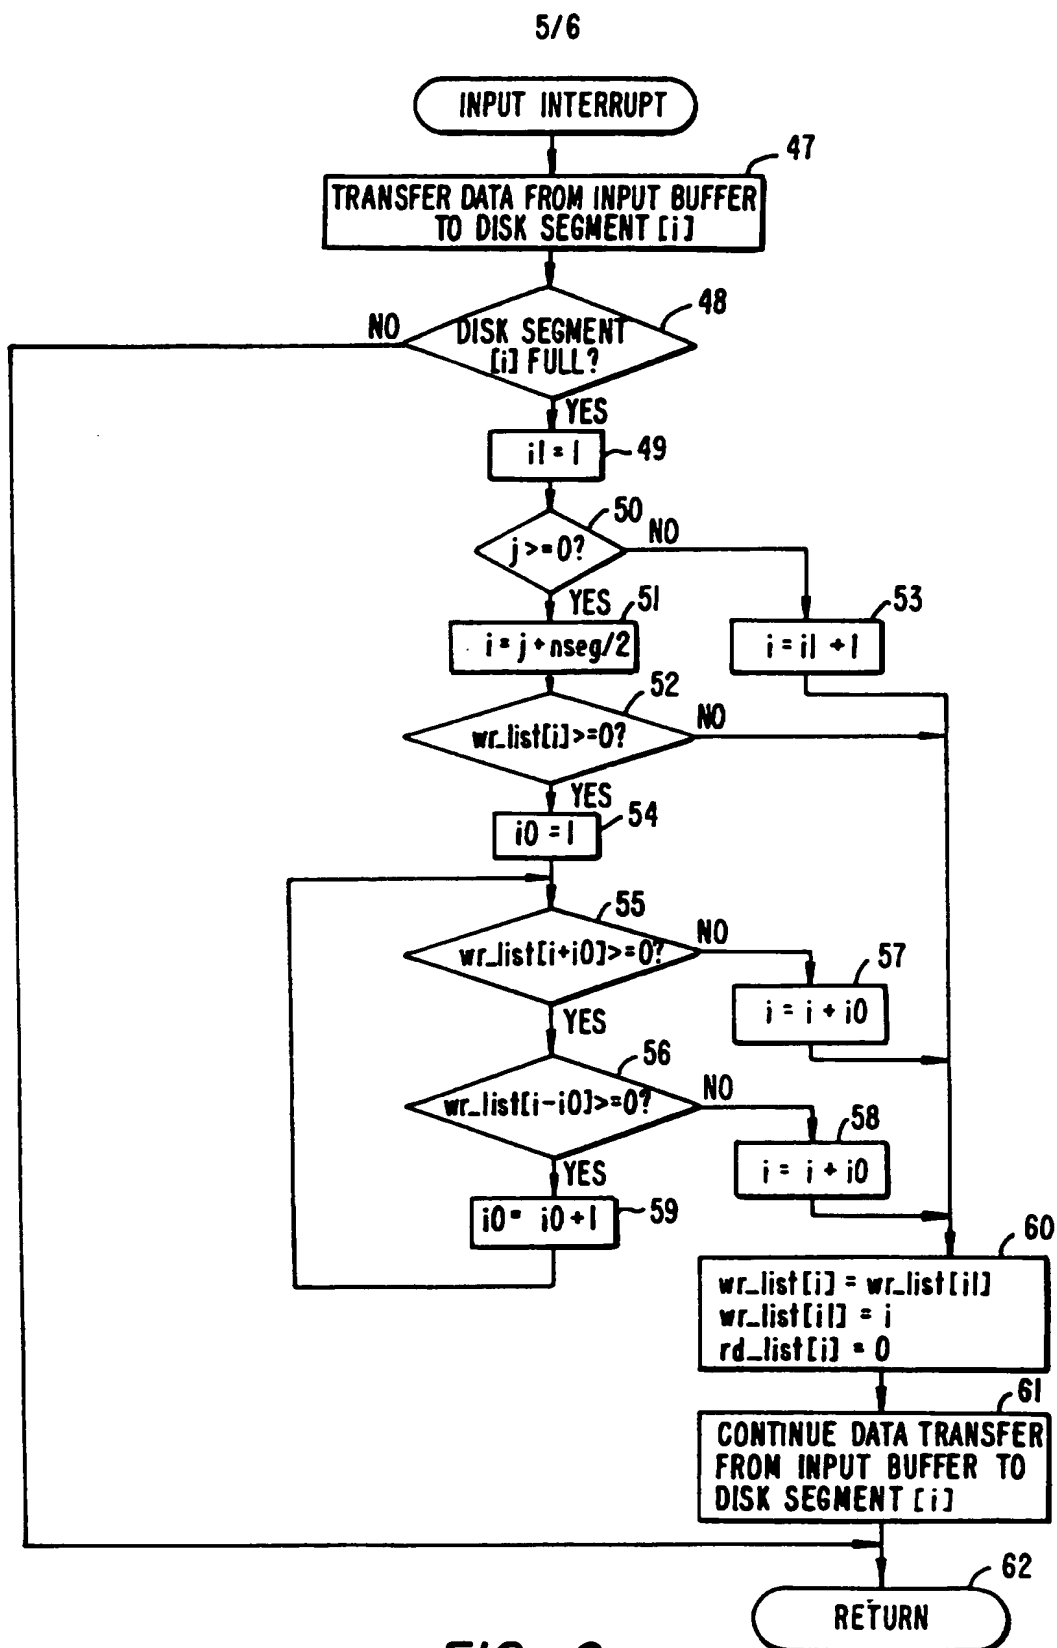 5/6
INPUT INTERRUPT
47
TRANSFER DATA FROM INPUT BUFFER
TO DISK SEGMENT [i]
48
NO
DISK SEGMENT
[i] FULL?
YES
i1 = 1
49
50
j >=0?
NO
YES
51
53
i = j + nseg/2
i = i1 + 1
52
wr_list[i]>=0?
NO
YES
54
i0 = 1
55
wr_list[i+i0]>=0?
NO
57
i = i + i0
YES
56
wr_list[i-i0]>=0?
NO
58
i = i + i0
YES
i0 = i0 + 1
59
60
wr_list[i] = wr_list[i1]
wr_list[i1] = i
rd_list[i] = 0
61
CONTINUE DATA TRANSFER
FROM INPUT BUFFER TO
DISK SEGMENT [i]
62
RETURN
FIG.